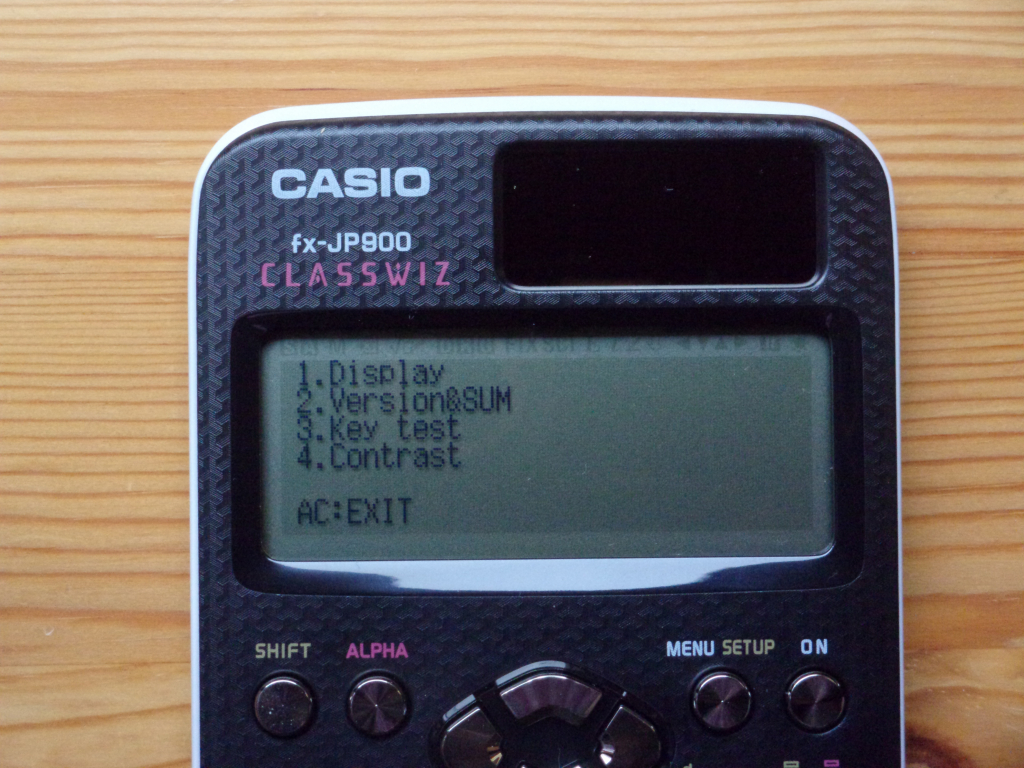 CASIO
fx-JP900
CLASSWIZ
1.Display
2.Version&SUM
3.Key test
4.Contrast
AC:EXIT
SHIFT ALPHA MENU SETUP ON